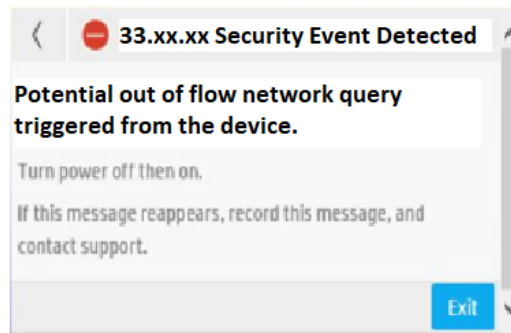 33.xx.xx Security Event Detected
Potential out of flow network query
triggered from the device.
Turn power off then on.
If this message reappears, record this message, and
contact support.
Exit